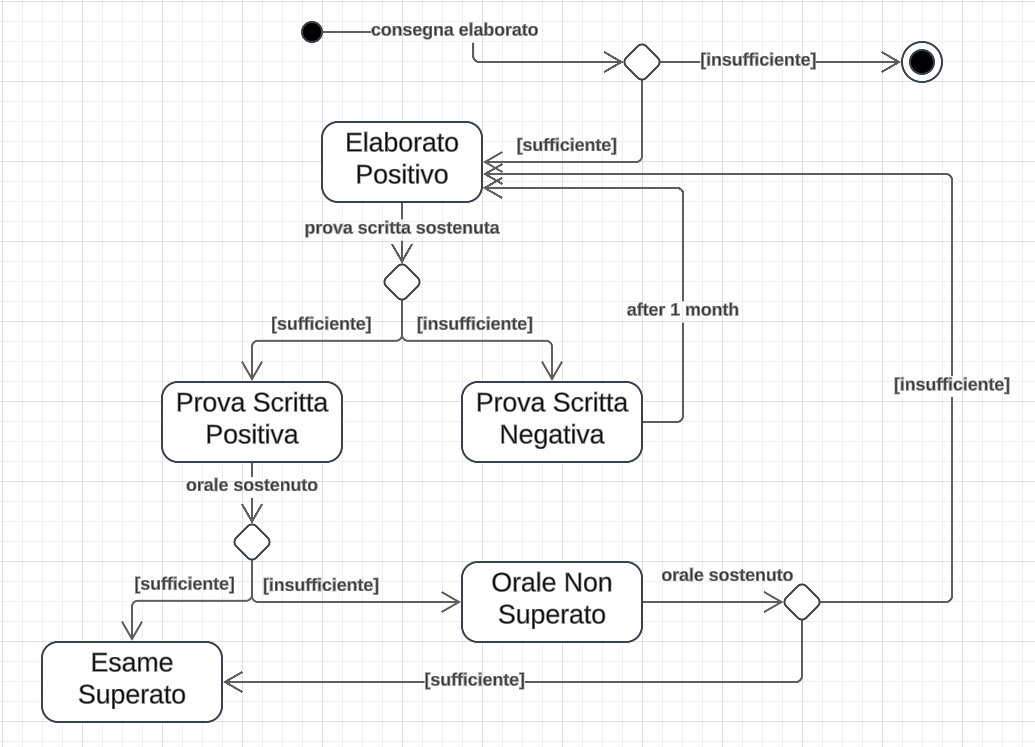 consegna elaborato
[insufficiente]
Elaborato
Positivo
[sufficiente]
prova scritta sostenuta
[sufficiente]
[insufficiente]
after 1 month
[insufficiente]
Prova Scritta
Positiva
Prova Scritta
Negativa
orale sostenuto
[sufficiente]
[insufficiente]
Orale Non
Superato
orale sostenuto
Esame
Superato
[sufficiente]